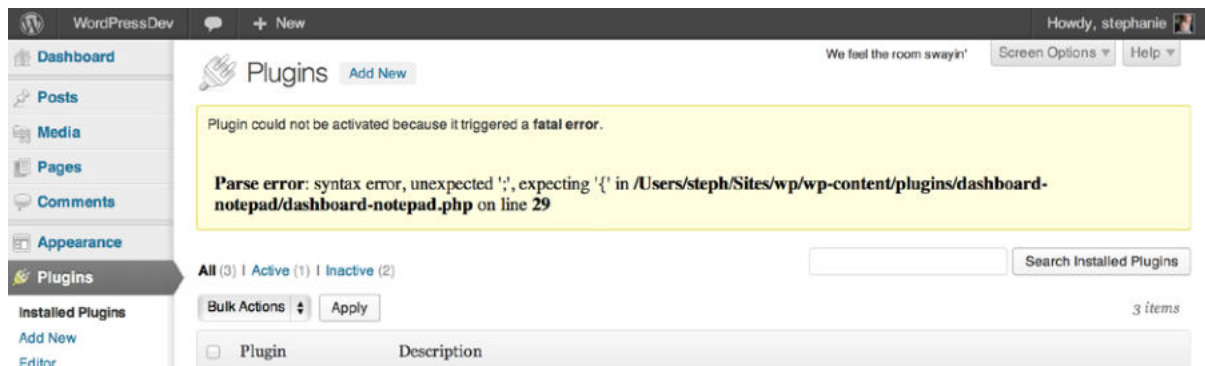 WordPressDev + New Howdy, stephanie
Dashboard
Plugins Add New
We feel the room swayin' Screen Options Help
Posts
Media
Pages
Comments
Appearance
Plugins
Installed Plugins
Add New
Editor
Plugin could not be activated because it triggered a fatal error.
Parse error: syntax error, unexpected ';', expecting '{' in /Users/steph/Sites/wp/wp-content/plugins/dashboard-
notepad/dashboard-notepad.php on line 29
All (3) | Active (1) | Inactive (2)
Search Installed Plugins
Bulk Actions Apply
3 items
Plugin Description